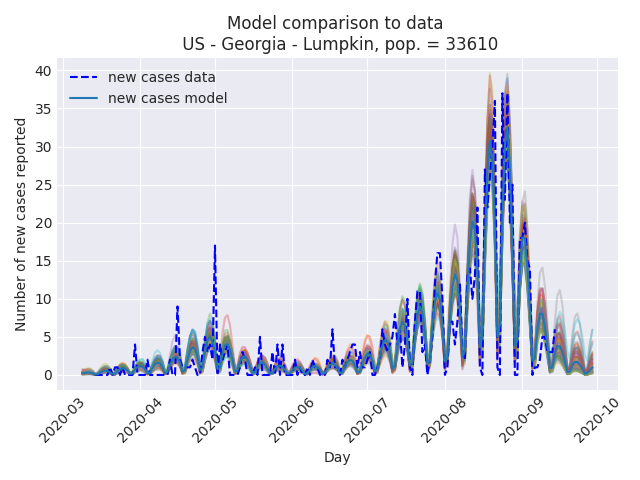 Model comparison to data
US - Georgia - Lumpkin, pop. = 33610
new cases data
new cases model
Number of new cases reported
40
35
30
25
20
15
10
5
0
2020-03
2020-04
2020-05
2020-06
2020-07
2020-08
2020-09
2020-10
Day